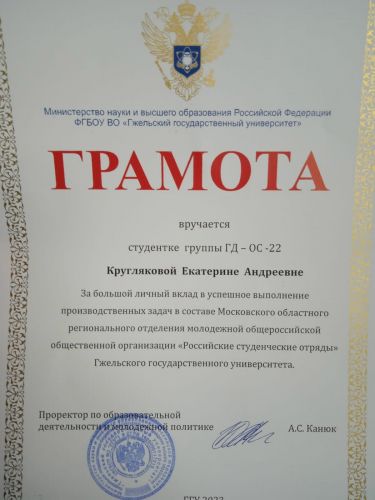 Министерство науки и высшего образования Российской Федерации
ФГБОУ ВО «Гжельский государственный университет»
ГРАМОТА
вручается
студентке группы ГД – ОС -22
Кругляковой Екатерине Андреевне
За большой личный вклад в успешное выполнение
производственных задач в составе Московского областного
регионального отделения молодежной общероссийской
общественной организации «Российские студенческие отряды»
Гжельского государственного университета.
Проректор по образовательной
деятельности и молодежной политике
А.С. Канюк
ГГУ 2023